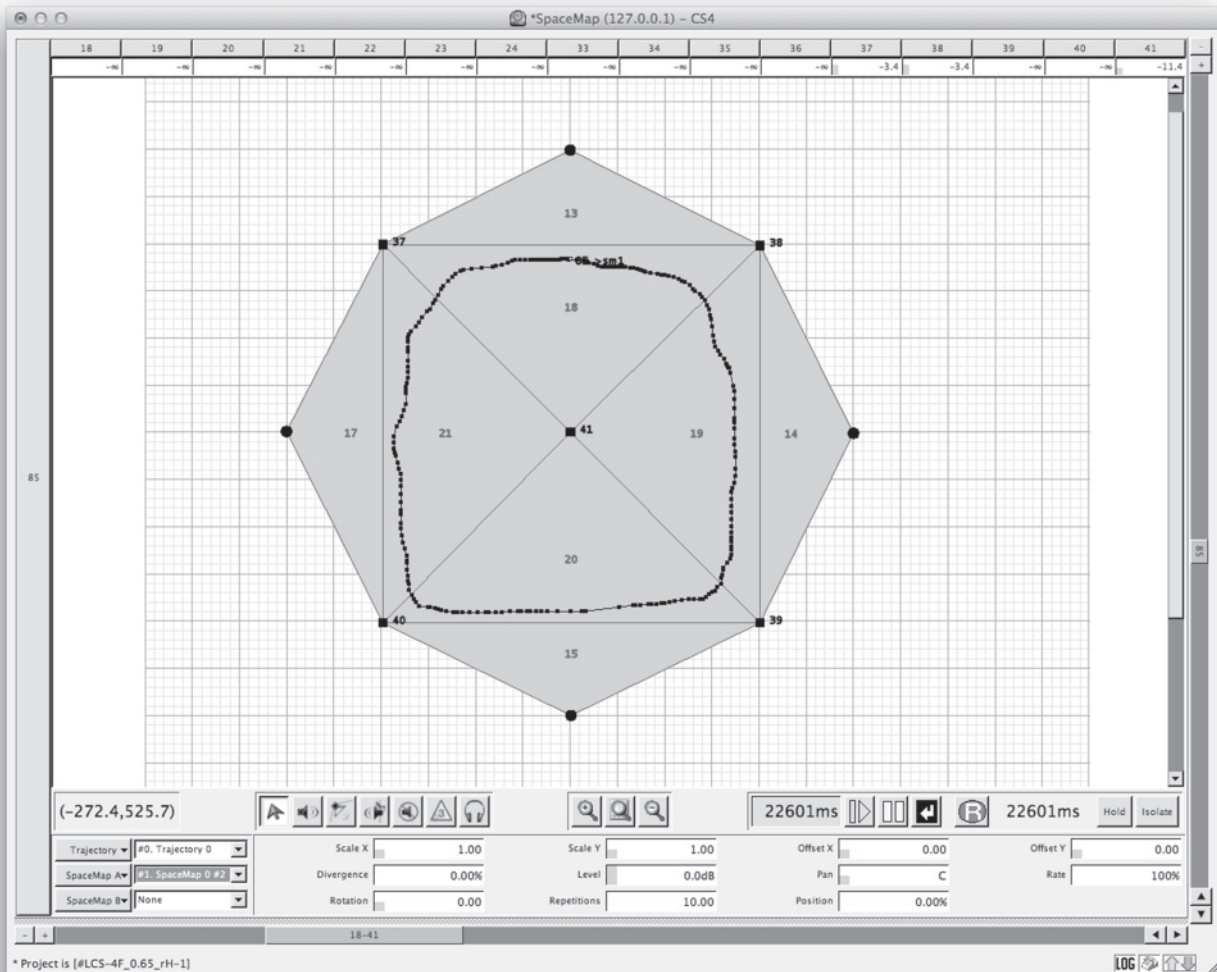 *SpaceMap (127.0.0.1) – CS4
18 19 20 21 22 23 24 33 34 35 36 37 38 39 40 41
-∞ -∞ -∞ -∞ -∞ -∞ -∞ -∞ -∞ -∞ -∞ -3.4 -3.4 -∞ -∞ -11.4
13
37 38
>sm1
18
41
17 21 19 14
85
85
20
40 39
15
(-272.4,525.7) 3 22601ms R 22601ms Hold Isolate
Trajectory #0. Trajectory 0 Scale X 1.00 Scale Y 1.00 Offset X 0.00 Offset Y 0.00
SpaceMap A #1. SpaceMap 0 #2 Divergence 0.00% Level 0.0dB Pan C Rate 100%
SpaceMap B None Rotation 0.00 Repetitions 10.00 Position 0.00%
- + 18-41
* Project is [#LCS-4F_0.65_rH-1] LOG